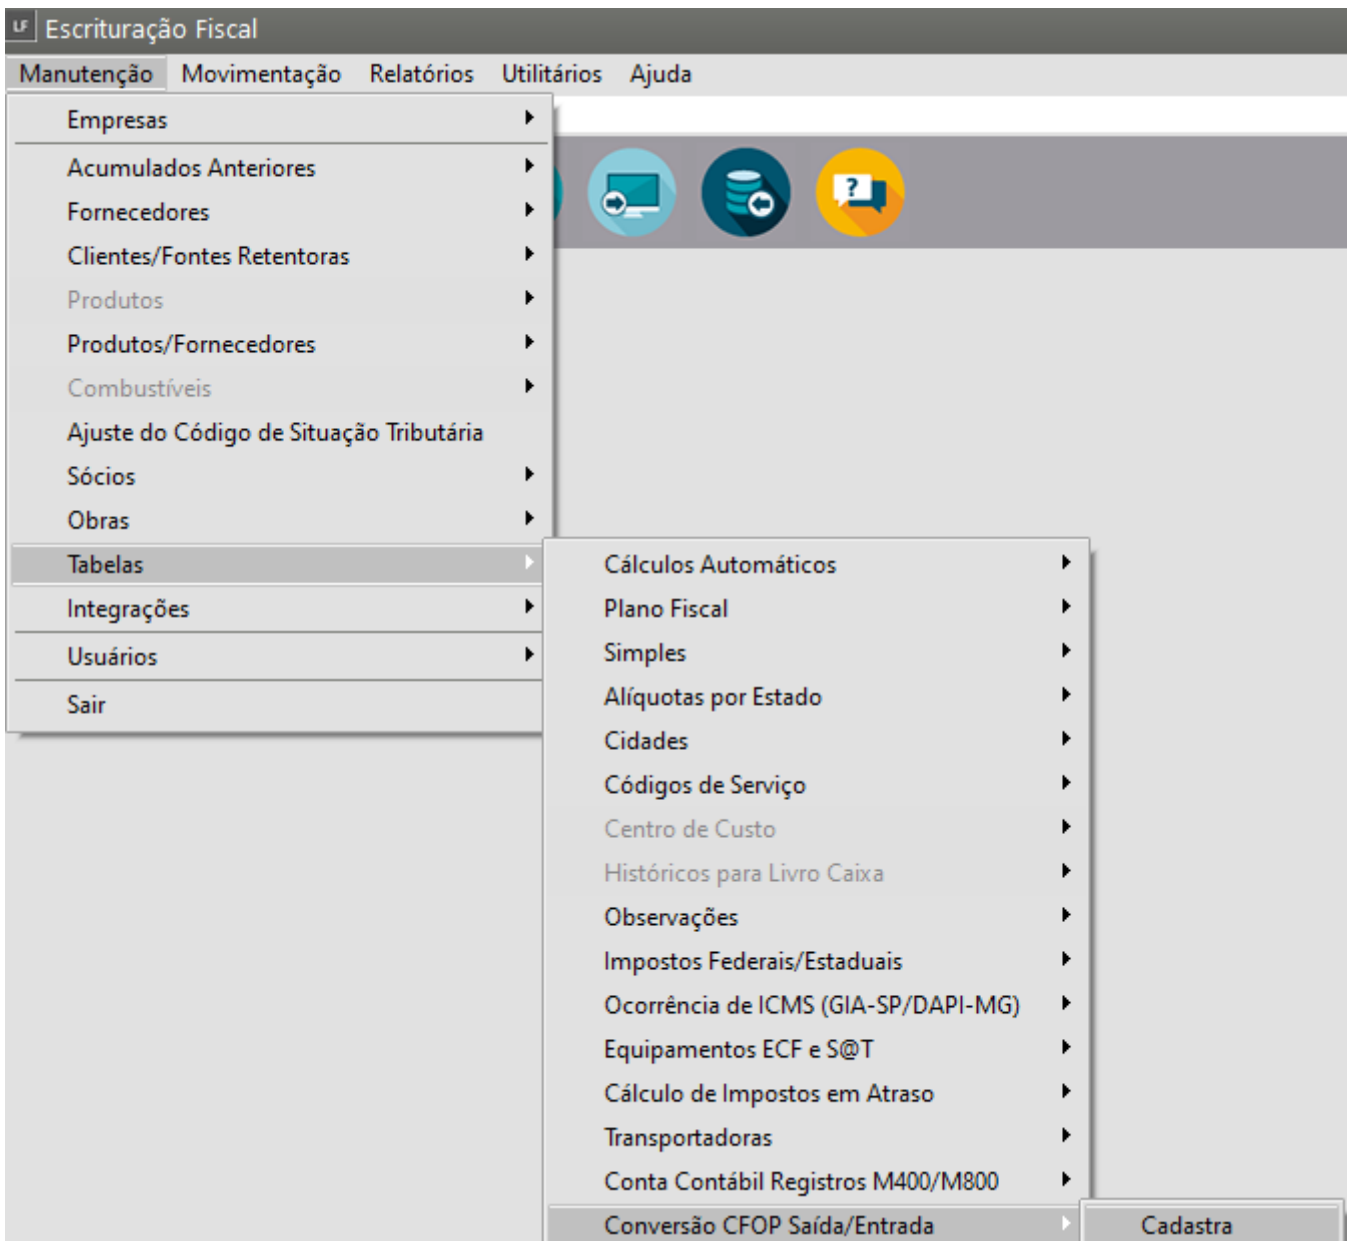 LF Escrituração Fiscal
Manutenção Movimentação Relatórios Utilitários Ajuda
Empresas
Acumulados Anteriores
Fornecedores
Clientes/Fontes Retentoras
Produtos
Produtos/Fornecedores
Combustíveis
Ajuste do Código de Situação Tributária
Sócios
Obras
Tabelas
Integrações
Usuários
Sair
Cálculos Automáticos
Plano Fiscal
Simples
Alíquotas por Estado
Cidades
Códigos de Serviço
Centro de Custo
Históricos para Livro Caixa
Observações
Impostos Federais/Estaduais
Ocorrência de ICMS (GIA-SP/DAPI-MG)
Equipamentos ECF e S@T
Cálculo de Impostos em Atraso
Transportadoras
Conta Contábil Registros M400/M800
Conversão CFOP Saída/Entrada
Cadastra
?